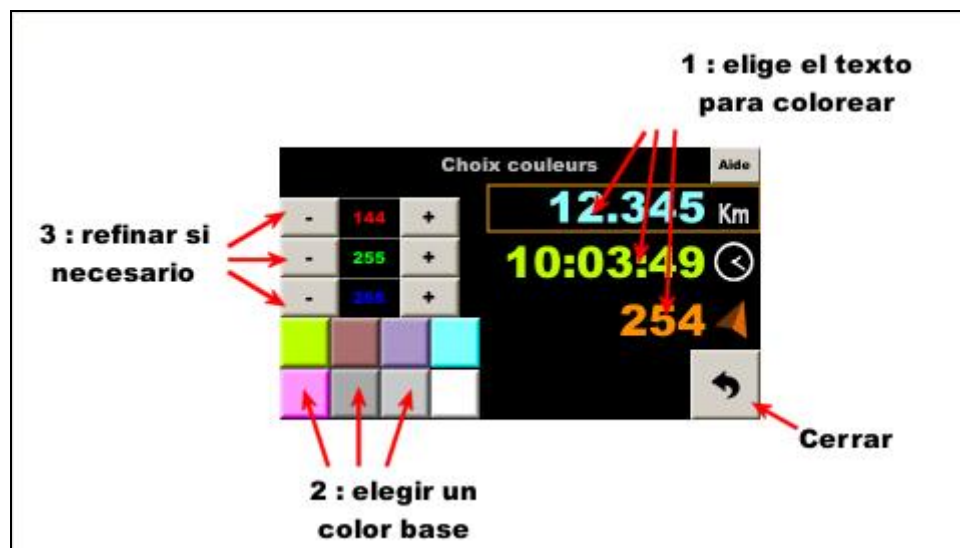 1 : elige el texto
para colorear
Choix couleurs
Aide
12.345 Km
- 144 +
3 : refinar si
necesario
- 255 +
10:03:49
-
+
254
2 : elegir un
color base
Cerrar